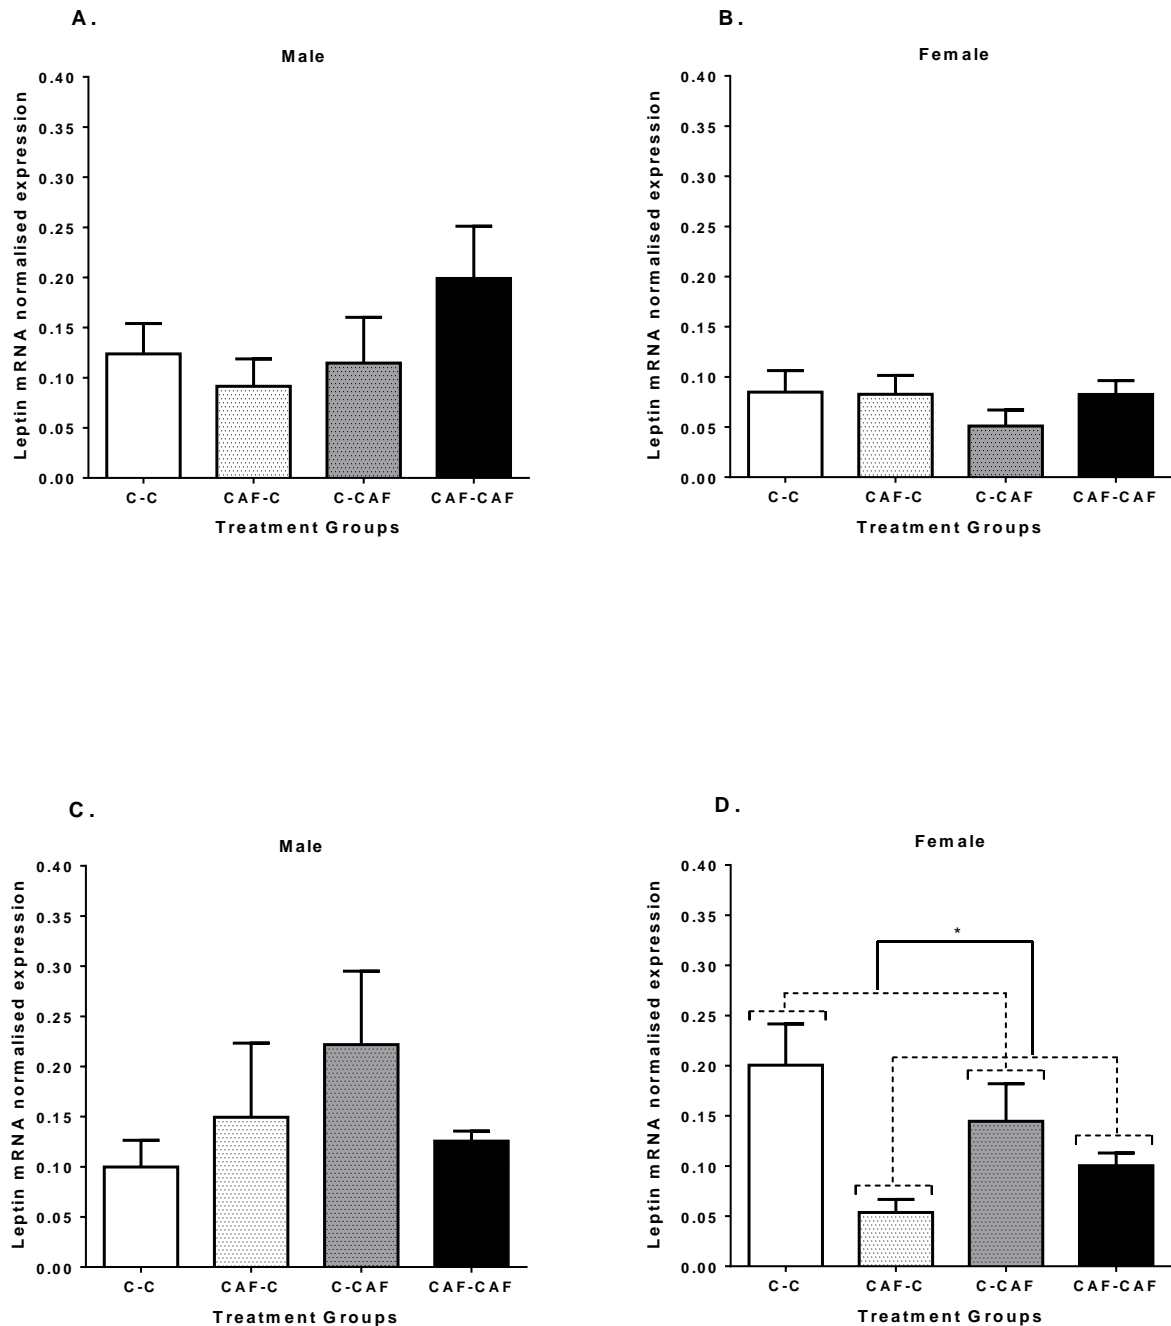 A.
Male
0.40
0.35
0.30
0.25
0.20
0.15
0.10
0.05
0.00
Leptin mRNA normalised expression
C-C CAF-C C-CAF CAF-CAF
Treatment Groups
B.
Female
0.40
0.35
0.30
0.25
0.20
0.15
0.10
0.05
0.00
Leptin mRNA normalised expression
C-C CAF-C C-CAF CAF-CAF
Treatment Groups
C.
Male
0.40
0.35
0.30
0.25
0.20
0.15
0.10
0.05
0.00
Leptin mRNA normalised expression
C-C CAF-C C-CAF CAF-CAF
Treatment Groups
D.
Female
0.40
0.35
0.30
0.25
0.20
0.15
0.10
0.05
0.00
Leptin mRNA normalised expression
*
C-C CAF-C C-CAF CAF-CAF
Treatment Groups